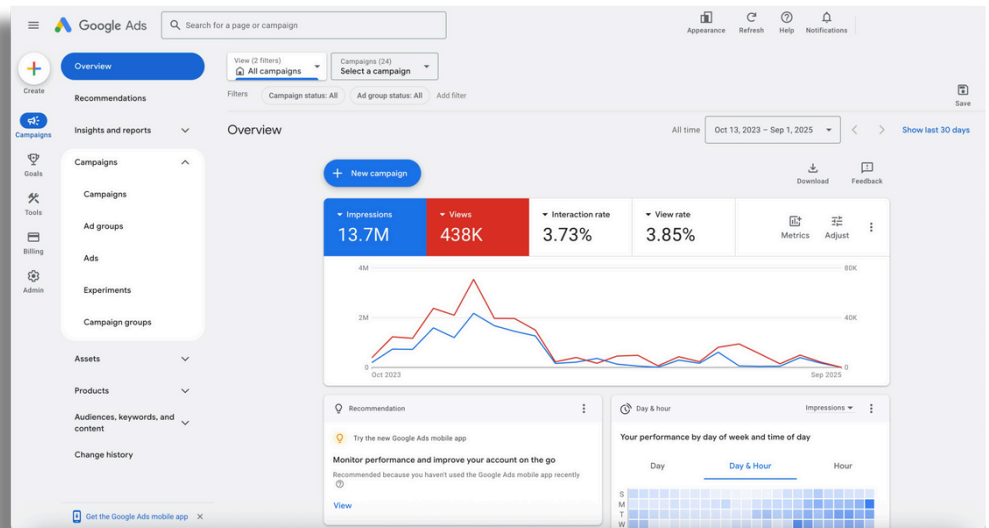 Google Ads
Search for a page or campaign
Appearance
Refresh
Help
Notifications
Create
Campaigns
Goals
Tools
Billing
Admin
Overview
Recommendations
Insights and reports
Campaigns
Campaigns
Ad groups
Ads
Experiments
Campaign groups
Assets
Products
Audiences, keywords, and
content
Change history
Get the Google Ads mobile app
View (2 filters)
All campaigns
Campaigns (24)
Select a campaign
Filters
Campaign status: All
Ad group status: All
Add filter
Save
Overview
All time
Oct 13, 2023 – Sep 1, 2025
Show last 30 days
New campaign
Download
Feedback
Impressions
13.7M
Views
438K
Interaction rate
3.73%
View rate
3.85%
Metrics
Adjust
4M
80K
2M
40K
0
0
Oct 2023
Sep 2025
Recommendation
Try the new Google Ads mobile app
Monitor performance and improve your account on the go
Recommended because you haven't used the Google Ads mobile app recently
View
Day & hour
Impressions
Your performance by day of week and time of day
Day
Day & Hour
Hour
S
M
T
W